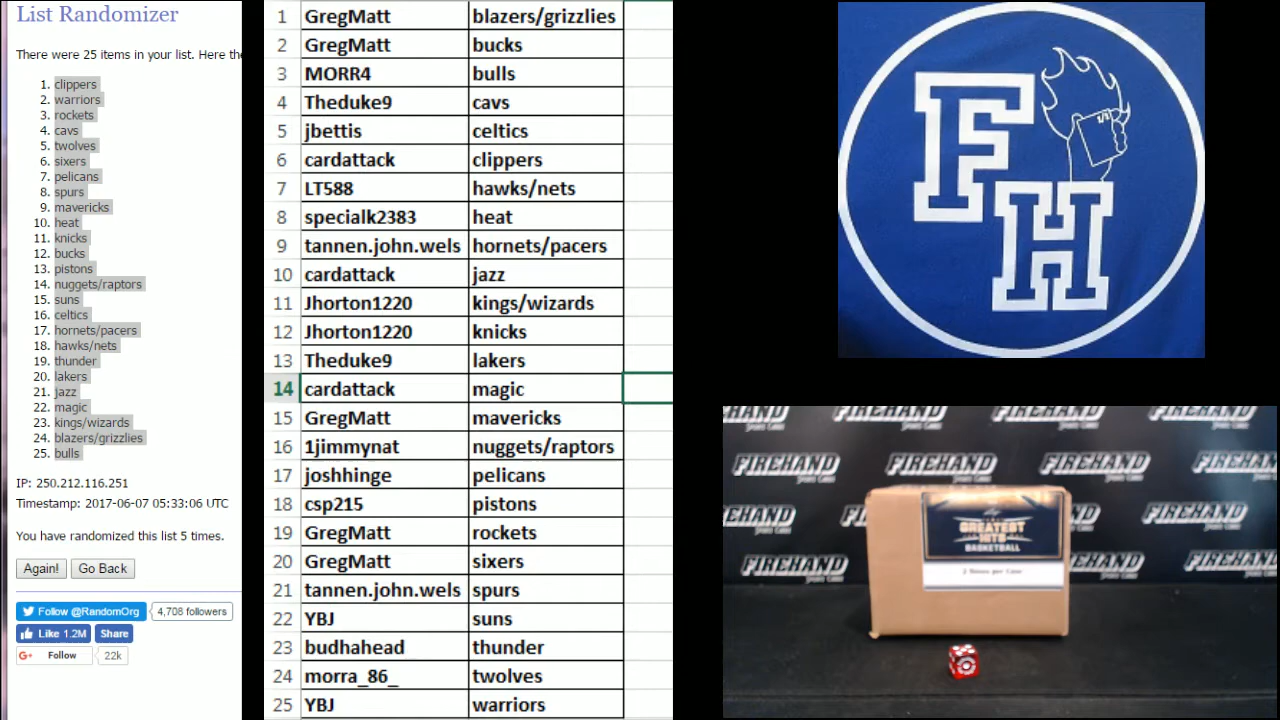 List Randomizer
There were 25 items in your list. Here the
1. clippers
2. warriors
3. rockets
4. cavs
5. twolves
6. sixers
7. pelicans
8. spurs
9. mavericks
10. heat
11. knicks
12. bucks
13. pistons
14. nuggets/raptors
15. suns
16. celtics
17. hornets/pacers
18. hawks/nets
19. thunder
20. lakers
21. jazz
22. magic
23. kings/wizards
24. blazers/grizzlies
25. bulls
IP: 250.212.116.251
Timestamp: 2017-06-07 05:33:06 UTC
You have randomized this list 5 times.
Again! Go Back
Follow @RandomOrg 4,708 followers
Like 1.2M Share
G+ Follow 22k
1 GregMatt blazers/grizzlies
2 GregMatt bucks
3 MORR4 bulls
4 Theduke9 cavs
5 jbettis celtics
6 cardattack clippers
7 LT588 hawks/nets
8 specialk2383 heat
9 tannen.john.wels hornets/pacers
10 cardattack jazz
11 Jhorton1220 kings/wizards
12 Jhorton1220 knicks
13 Theduke9 lakers
14 cardattack magic
15 GregMatt mavericks
16 1jimmynat nuggets/raptors
17 joshhinge pelicans
18 csp215 pistons
19 GregMatt rockets
20 GregMatt sixers
21 tannen.john.wels spurs
22 YBJ suns
23 budhahead thunder
24 morra_86_ twolves
25 YBJ warriors
F
1/1
H
FIREHAND
FIREHAND FIREHAND FIREHAND FIREHAND
GREATEST
HITS
BASKETBALL
FIREHAND
FIREHAND